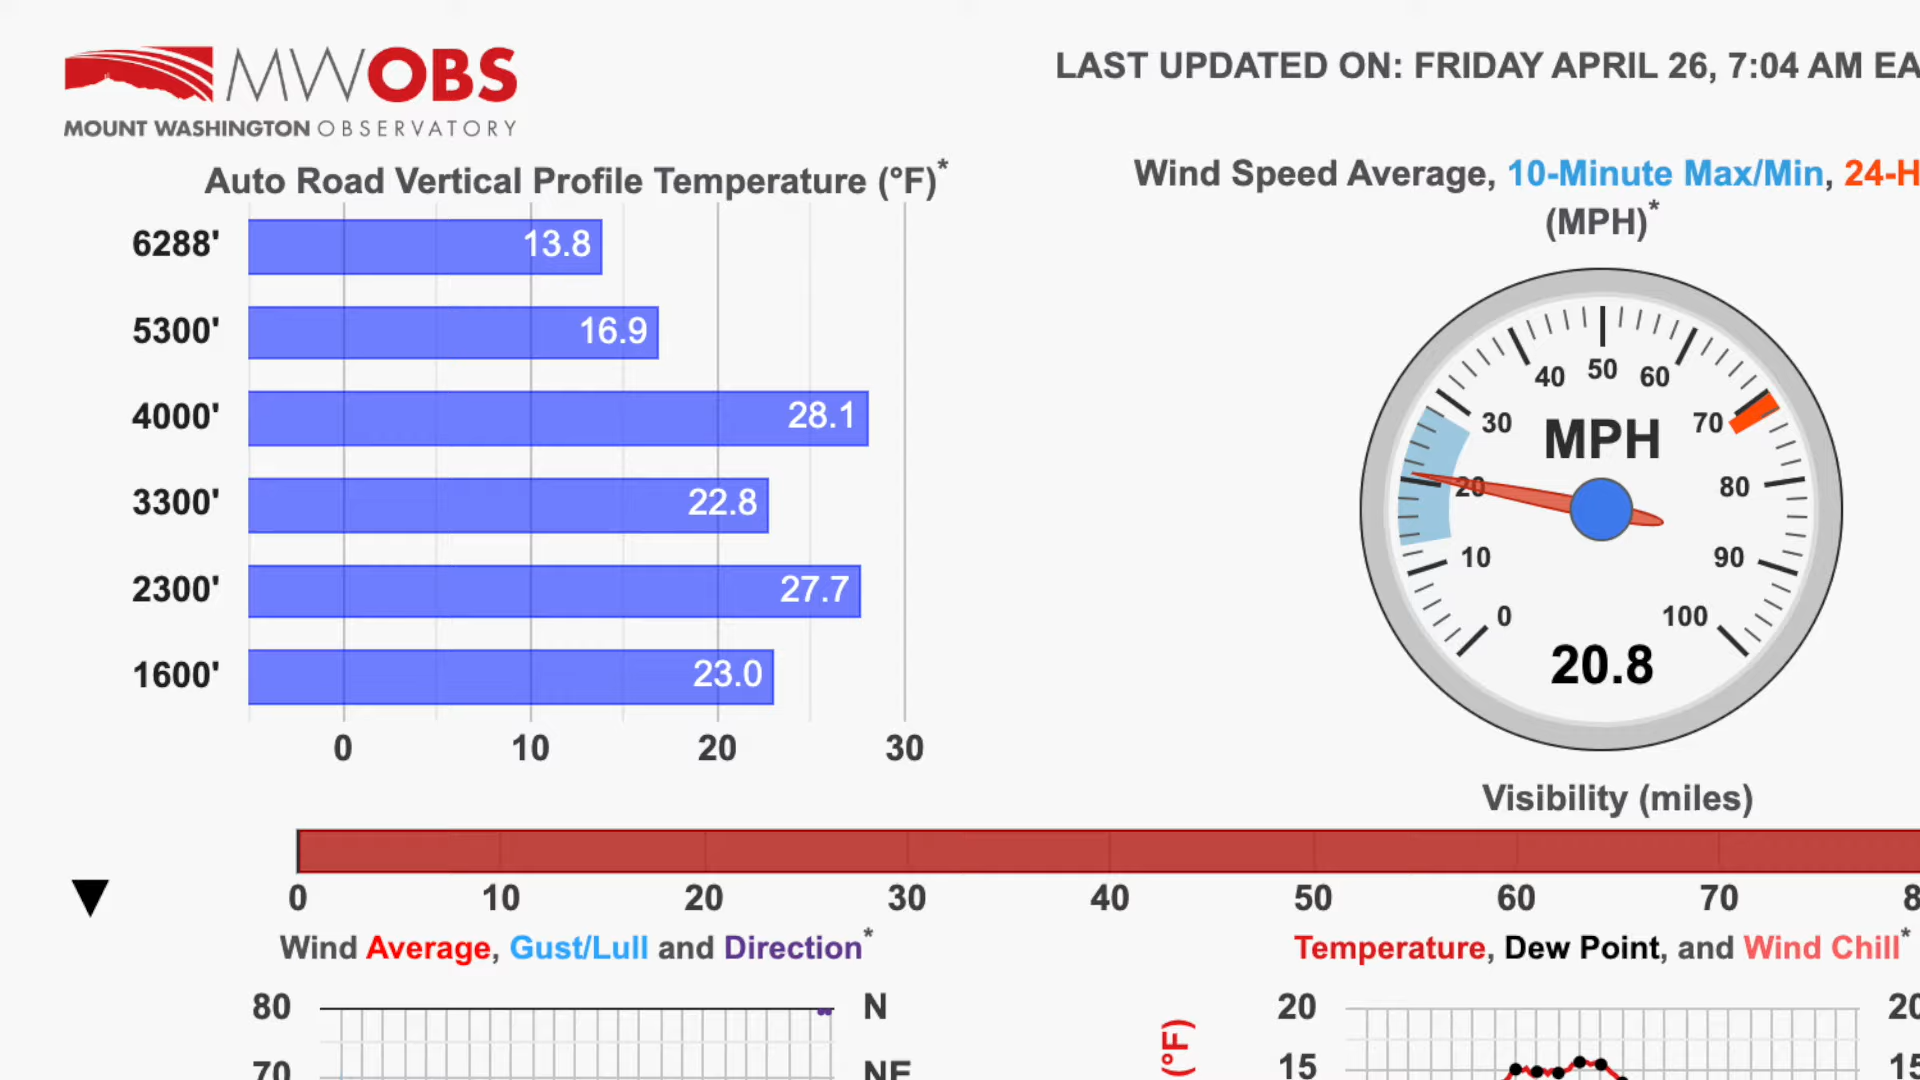 MWOBS
MOUNT WASHINGTON OBSERVATORY
LAST UPDATED ON: FRIDAY APRIL 26, 7:04 AM EA
Auto Road Vertical Profile Temperature (°F)*
6288' 13.8
5300' 16.9
4000' 28.1
3300' 22.8
2300' 27.7
1600' 23.0
0 10 20 30
Wind Speed Average, 10-Minute Max/Min, 24-H
(MPH)*
0 10 20 30 40 50 60 70 80 90 100
MPH
20.8
Visibility (miles)
0 10 20 30 40 50 60 70 8
▼
Wind Average, Gust/Lull and Direction*
80 N
70 NE
Temperature, Dew Point, and Wind Chill*
(°F)
20 20
15 15